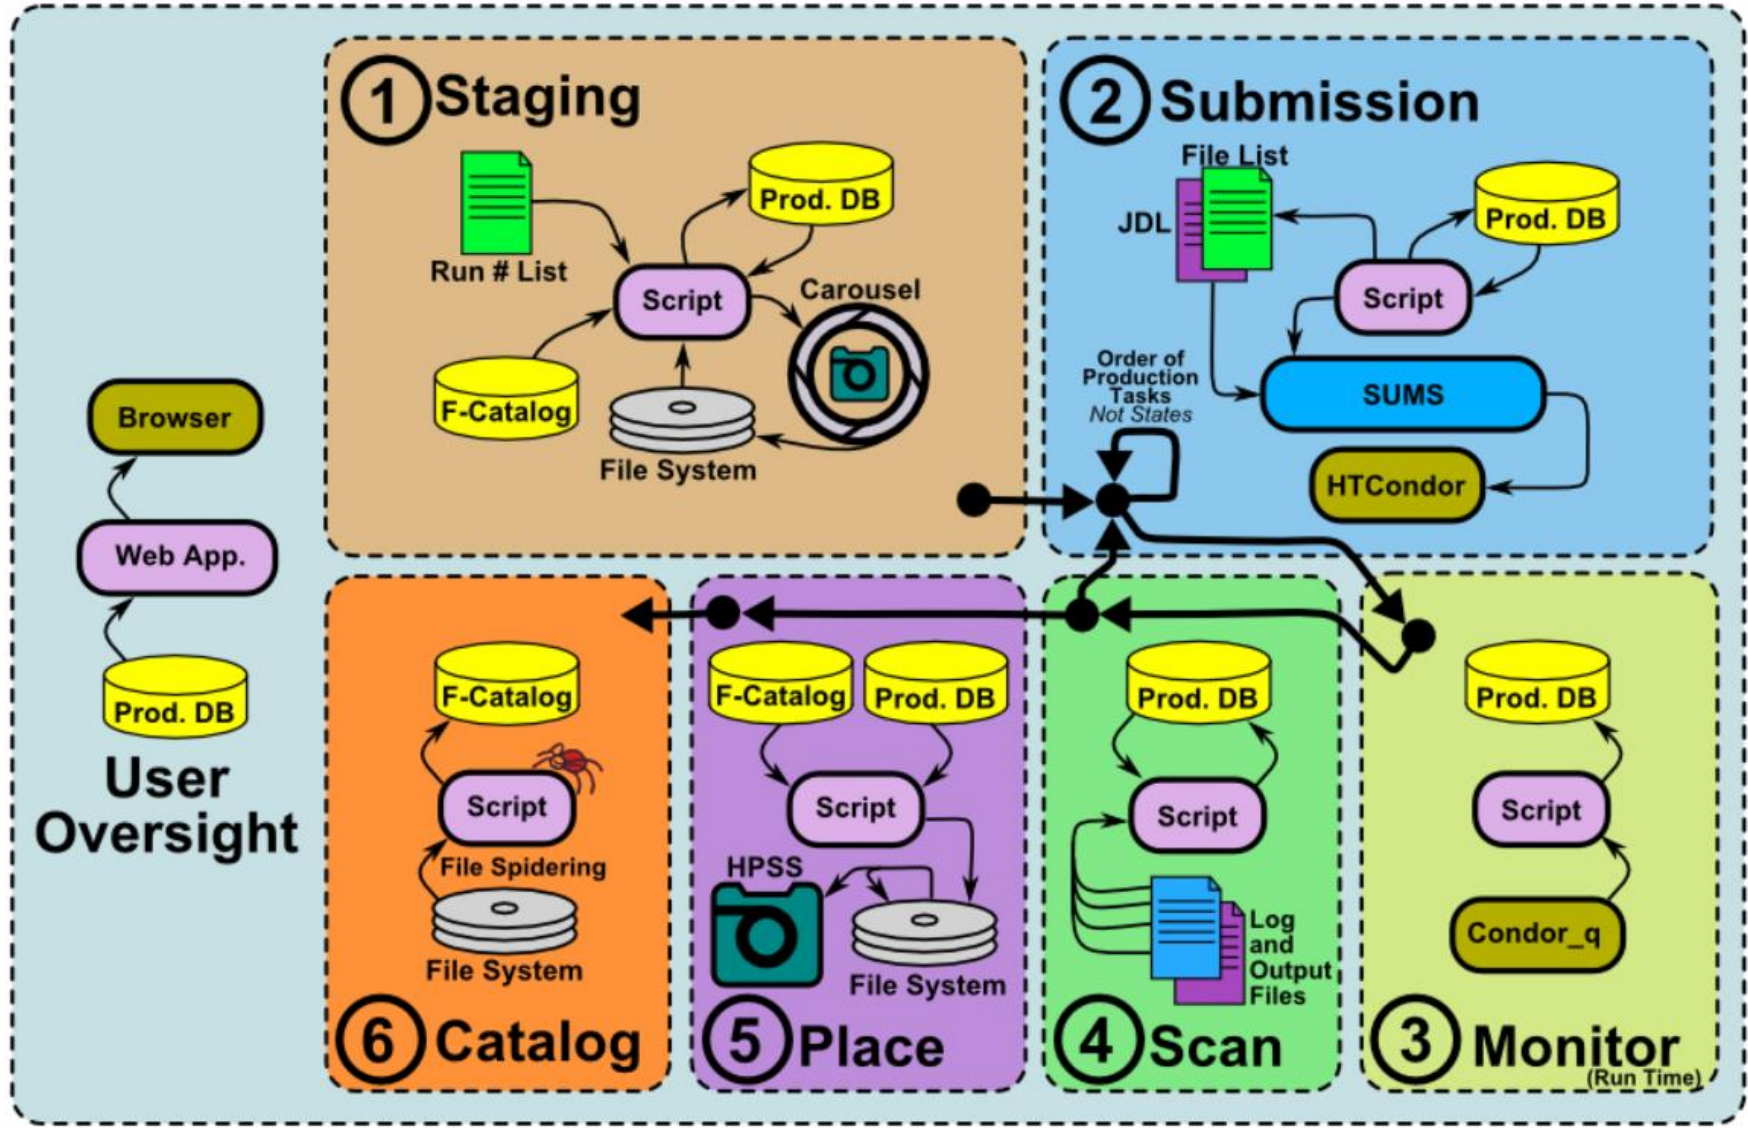 1 Staging
Run # List
Prod. DB
Script
Carousel
F-Catalog
File System
2 Submission
File List
JDL
Prod. DB
Script
SUMS
HTCondor
Order of
Production
Tasks
Not States
Browser
Web App.
Prod. DB
User
Oversight
F-Catalog
Script
File Spidering
File System
6 Catalog
F-Catalog
Prod. DB
Script
HPSS
File System
5 Place
Prod. DB
Script
Log
and
Output
Files
4 Scan
Prod. DB
Script
Condor_q
3 Monitor
(Run Time)